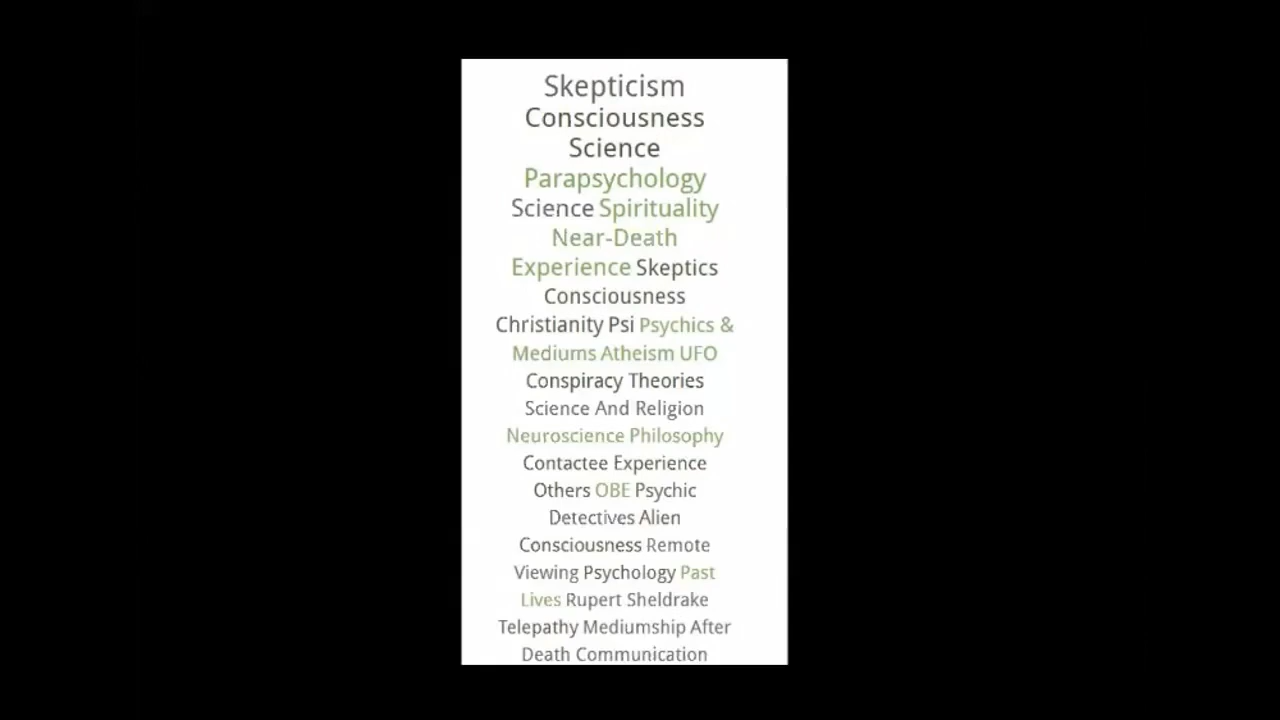 Skepticism
Consciousness
Science
Parapsychology
Science Spirituality
Near-Death
Experience Skeptics
Consciousness
Christianity Psi Psychics &
Mediums Atheism UFO
Conspiracy Theories
Science And Religion
Neuroscience Philosophy
Contactee Experience
Others OBE Psychic
Detectives Alien
Consciousness Remote
Viewing Psychology Past
Lives Rupert Sheldrake
Telepathy Mediumship After
Death Communication